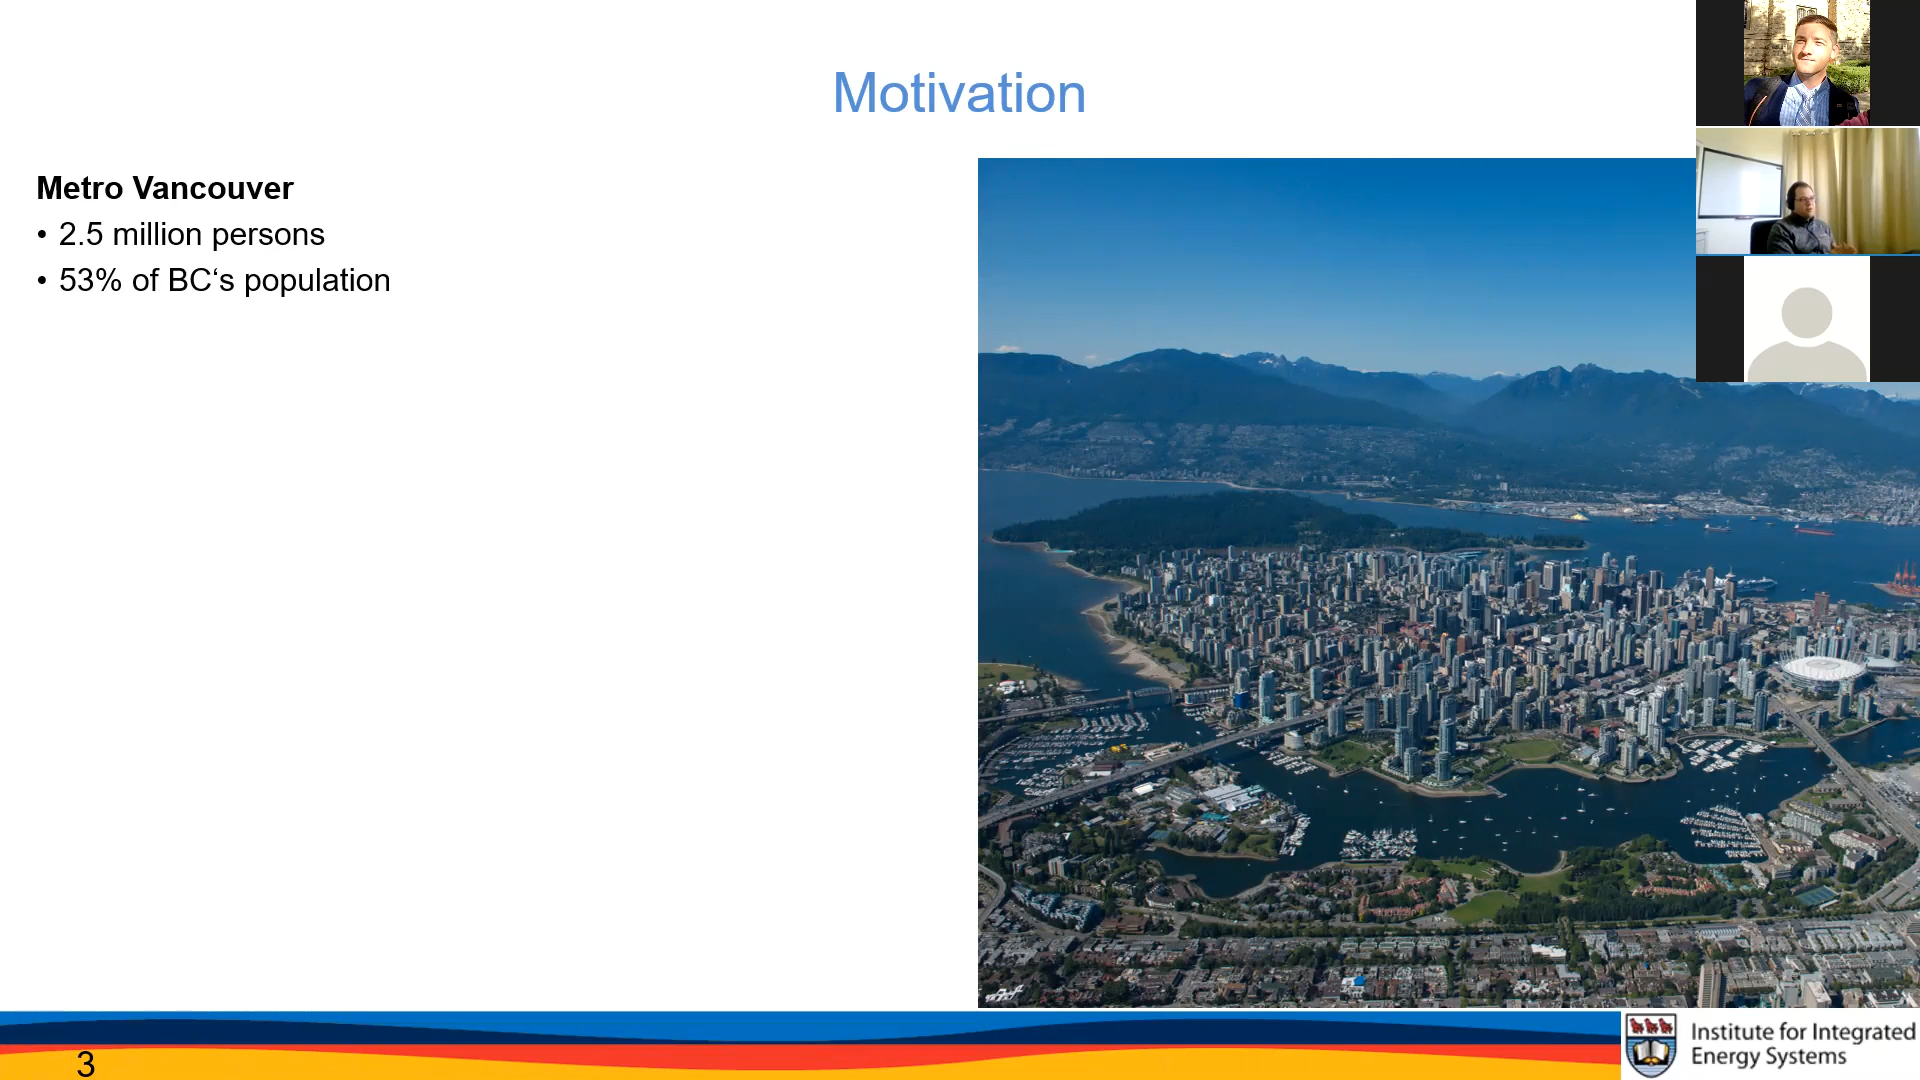 Motivation
Metro Vancouver
• 2.5 million persons
• 53% of BC‘s population
3
Institute for Integrated
Energy Systems